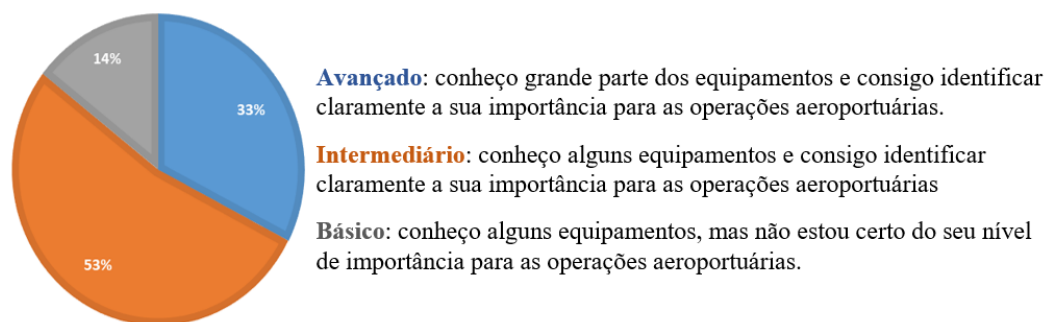 14%
33%
53%
Avançado: conheço grande parte dos equipamentos e consigo identificar
claramente a sua importância para as operações aeroportuárias.
Intermediário: conheço alguns equipamentos e consigo identificar
claramente a sua importância para as operações aeroportuárias
Básico: conheço alguns equipamentos, mas não estou certo do seu nível
de importância para as operações aeroportuárias.